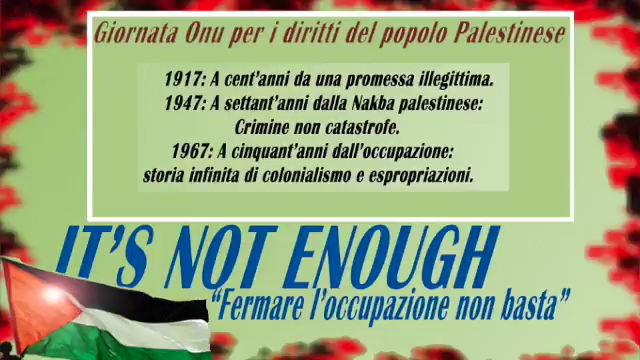 Giornata Onu per i diritti del popolo Palestinese
1917: A cent'anni da una promessa illegittima.
1947: A settant'anni dalla Nakba palestinese:
Crimine non catastrofe.
1967: A cinquant'anni dall'occupazione:
storia infinita di colonialismo e espropriazioni.
IT'S NOT ENOUGH
“Fermare l'occupazione non basta”